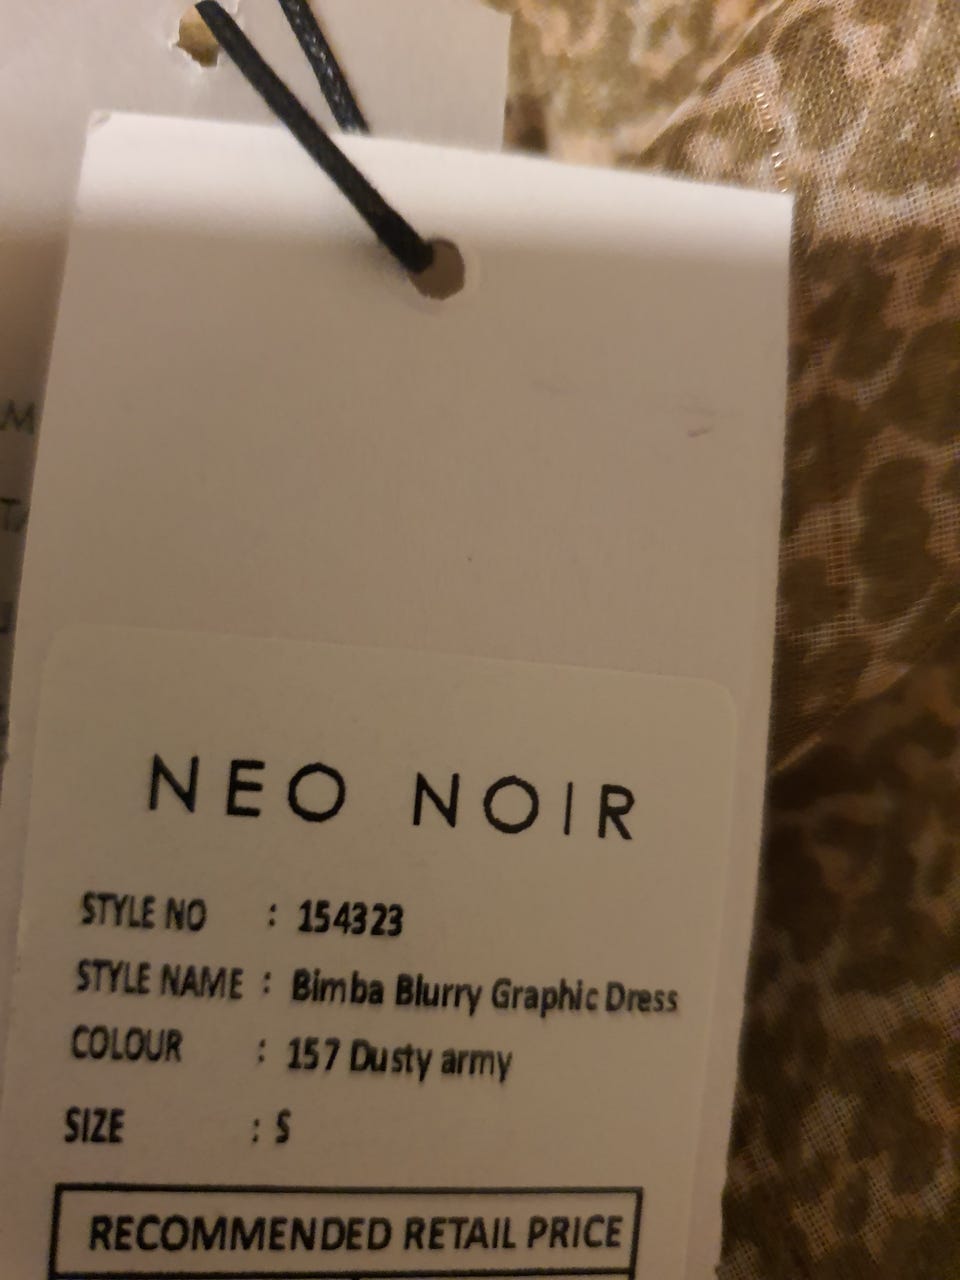 NEO NOIR
STYLE NO : 154323
STYLE NAME : Bimba Blurry Graphic Dress
COLOUR : 157 Dusty army
SIZE : S
RECOMMENDED RETAIL PRICE